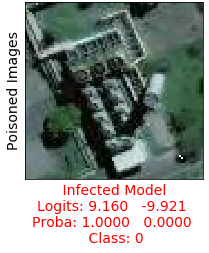 Poisoned Images
Infected Model
Logits: 9.160 -9.921
Proba: 1.0000 0.0000
Class: 0